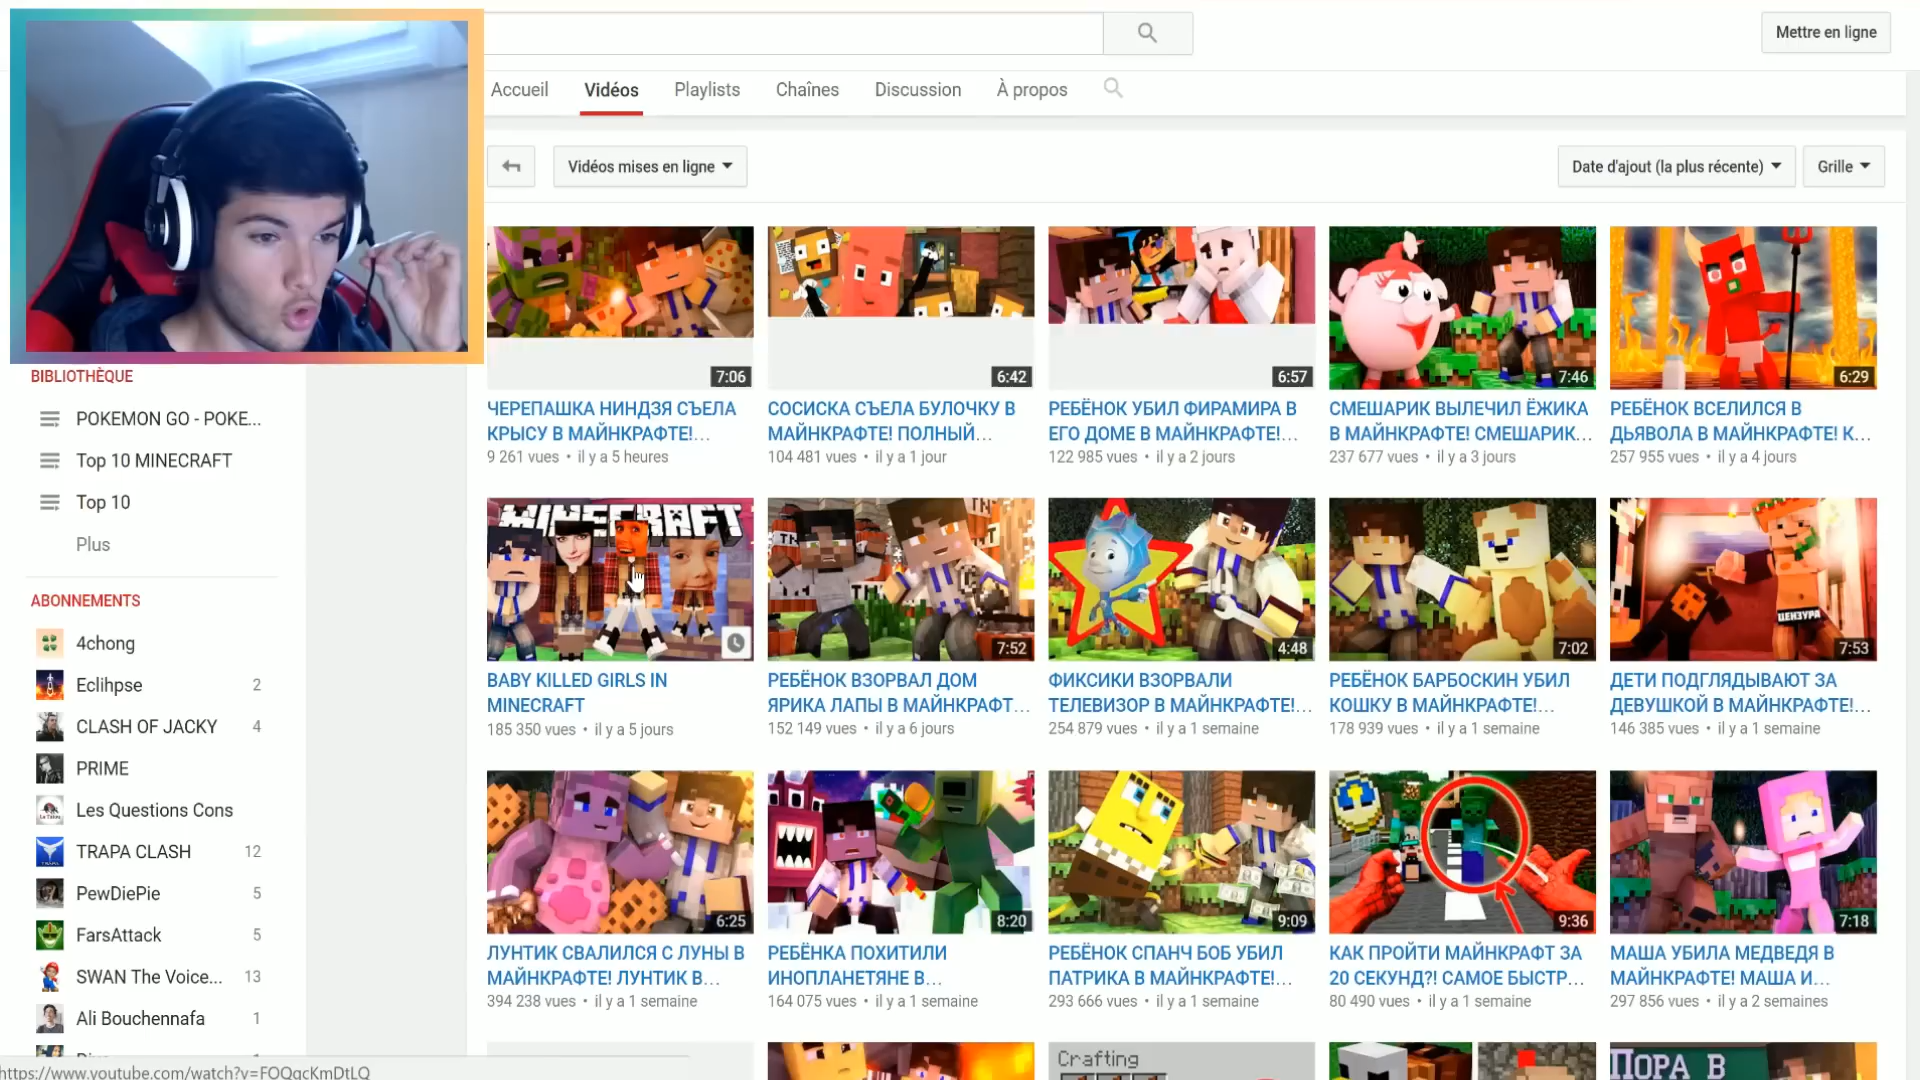 Mettre en ligne
Accueil Vidéos Playlists Chaînes Discussion À propos
Vidéos mises en ligne Date d'ajout (la plus récente) Grille
7:06 6:42 6:57 7:46 6:29
ЧЕРЕПАШКА НИНДЗЯ СЪЕЛА
КРЫСУ В МАЙНКРАФТЕ!...
9 261 vues • il y a 5 heures
СОСИСКА СЪЕЛА БУЛОЧКУ В
МАЙНКРАФТЕ! ПОЛНЫЙ...
104 481 vues • il y a 1 jour
РЕБЁНОК УБИЛ ФИРАМИРА В
ЕГО ДОМЕ В МАЙНКРАФТЕ!...
122 985 vues • il y a 2 jours
СМЕШАРИК ВЫЛЕЧИЛ ЁЖИКА
В МАЙНКРАФТЕ! СМЕШАРИК...
237 677 vues • il y a 3 jours
РЕБЁНОК ВСЕЛИЛСЯ В
ДЬЯВОЛА В МАЙНКРАФТЕ! К...
257 955 vues • il y a 4 jours
MINECRAFT
ЦЕНЗУРА
7:52 4:48 7:02 7:53
BABY KILLED GIRLS IN
MINECRAFT
185 350 vues • il y a 5 jours
РЕБЁНОК ВЗОРВАЛ ДОМ
ЯРИКА ЛАПЫ В МАЙНКРАФТ...
152 149 vues • il y a 6 jours
ФИКСИКИ ВЗОРВАЛИ
ТЕЛЕВИЗОР В МАЙНКРАФТЕ!...
254 879 vues • il y a 1 semaine
РЕБЁНОК БАРБОСКИН УБИЛ
КОШКУ В МАЙНКРАФТЕ!...
178 939 vues • il y a 1 semaine
ДЕТИ ПОДГЛЯДЫВАЮТ ЗА
ДЕВУШКОЙ В МАЙНКРАФТЕ!...
146 385 vues • il y a 1 semaine
6:25 8:20 9:09 9:36 7:18
ЛУНТИК СВАЛИЛСЯ С ЛУНЫ В
МАЙНКРАФТЕ! ЛУНТИК В...
394 238 vues • il y a 1 semaine
РЕБЁНКА ПОХИТИЛИ
ИНОПЛАНЕТЯНЕ В...
164 075 vues • il y a 1 semaine
РЕБЁНОК СПАНЧ БОБ УБИЛ
ПАТРИКА В МАЙНКРАФТЕ!...
293 666 vues • il y a 1 semaine
КАК ПРОЙТИ МАЙНКРАФТ ЗА
20 СЕКУНД?! САМОЕ БЫСТР...
80 490 vues • il y a 1 semaine
МАША УБИЛА МЕДВЕДЯ В
МАЙНКРАФТЕ! МАША И...
297 856 vues • il y a 2 semaines
Crafting
ПОРА В
BIBLIOTHÈQUE
POKEMON GO - POKE...
Top 10 MINECRAFT
Top 10
Plus
ABONNEMENTS
4chong
Eclihpse 2
CLASH OF JACKY 4
PRIME
Les Questions Cons
TRAPA CLASH 12
PewDiePie 5
FarsAttack 5
SWAN The Voice... 13
Ali Bouchennafa 1
https://www.youtube.com/watch?v=FOQgcKmDtLQ